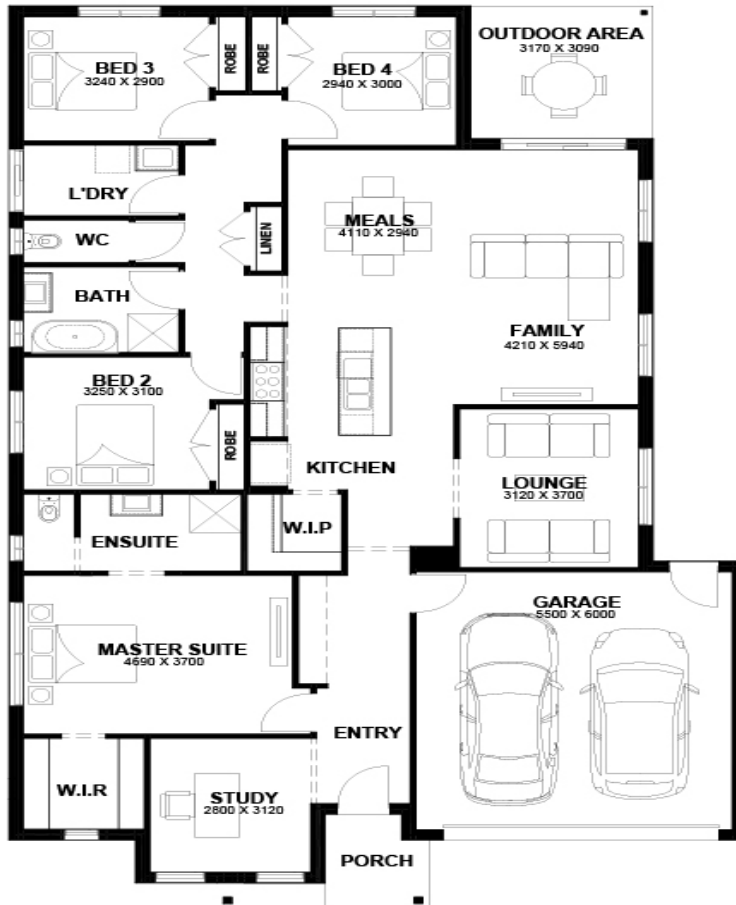 OUTDOOR AREA
3170 X 3090
BED 3
3240 X 2900
ROBE
ROBE
BED 4
2940 X 3000
L'DRY
WC
LINEN
MEALS
4110 X 2940
BATH
FAMILY
4210 X 5940
BED 2
3250 X 3100
ROBE
KITCHEN
LOUNGE
3120 X 3700
W.I.P
ENSUITE
GARAGE
5500 X 6000
MASTER SUITE
4690 X 3700
ENTRY
W.I.R
STUDY
2800 X 3120
PORCH